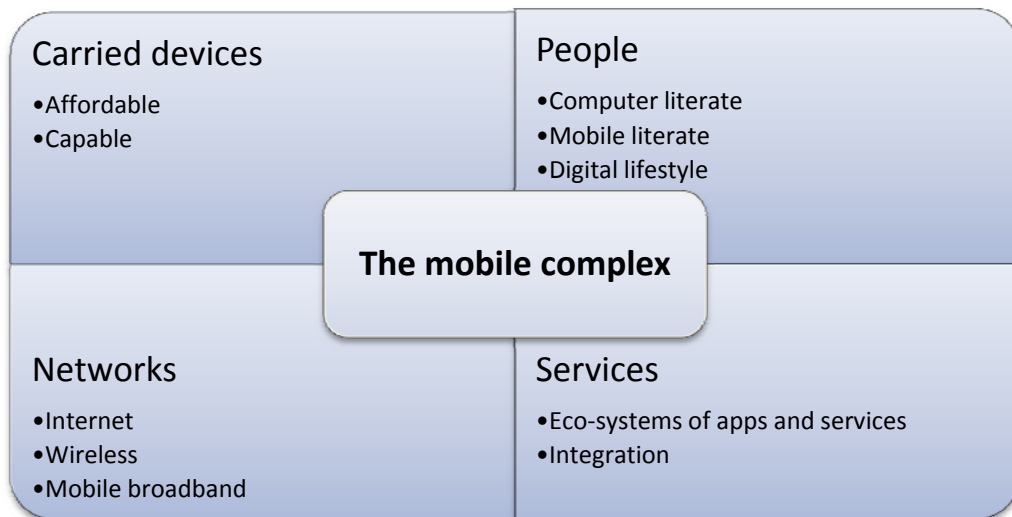 Carried devices
•Affordable
•Capable
People
•Computer literate
•Mobile literate
•Digital lifestyle
The mobile complex
Networks
•Internet
•Wireless
•Mobile broadband
Services
•Eco-systems of apps and services
•Integration